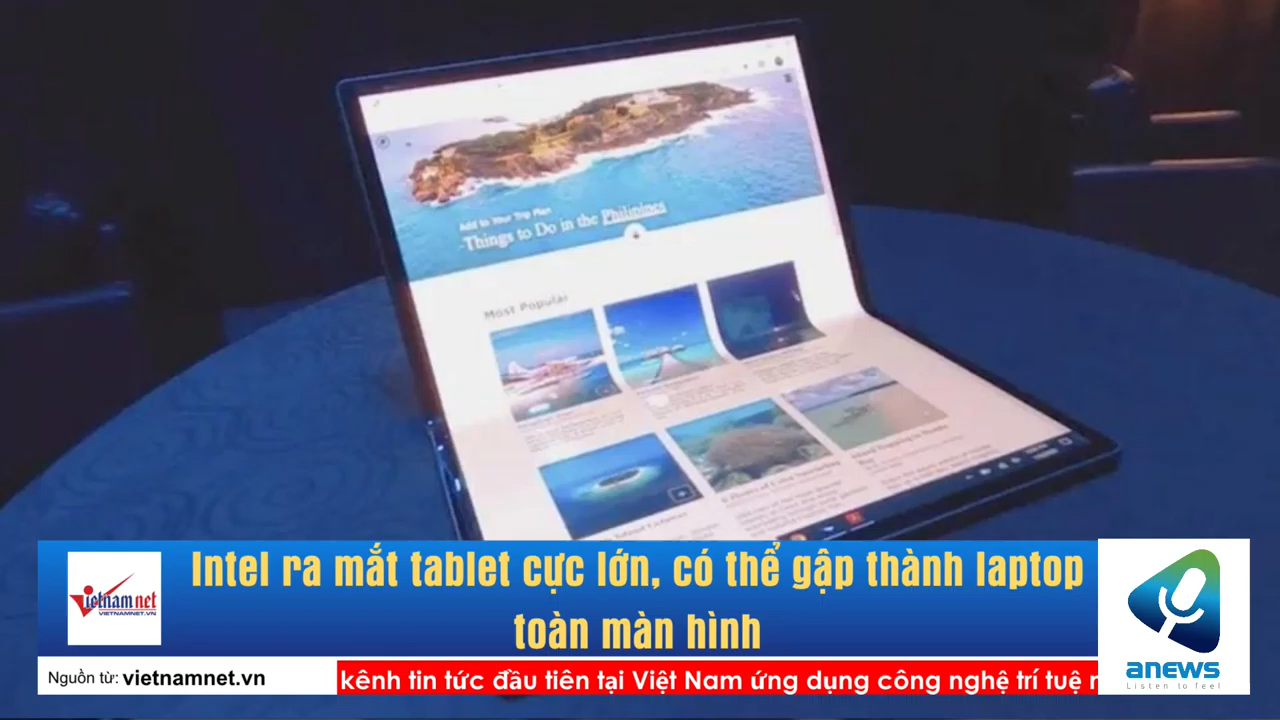 Add to Your Trip Plan
Things to Do in the Philipines
Most Popular
Intel ra mắt tablet cực lớn, có thể gập thành laptop
toàn màn hình
Vietnamnet
VIETNAMNET.VN
Nguồn từ: vietnamnet.vn
kênh tin tức đầu tiên tại Việt Nam ứng dụng công nghệ trí tuệ
anews
Listen to feel